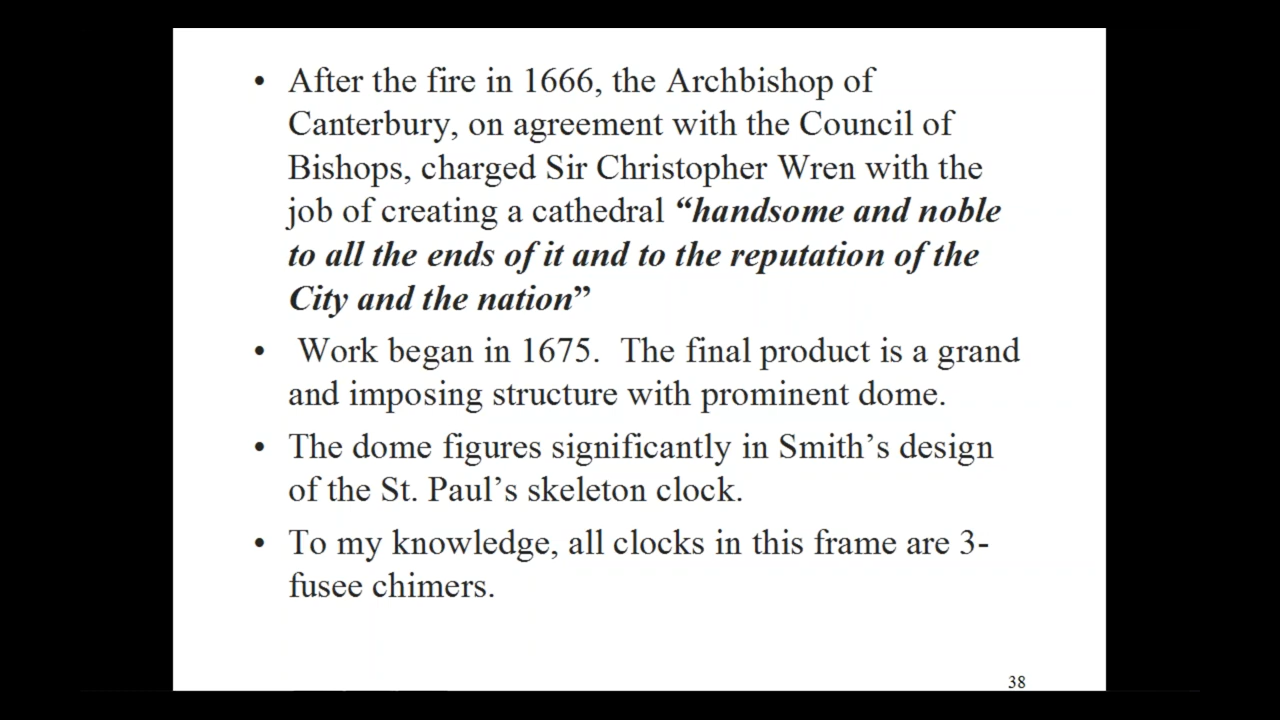 • After the fire in 1666, the Archbishop of
Canterbury, on agreement with the Council of
Bishops, charged Sir Christopher Wren with the
job of creating a cathedral “handsome and noble
to all the ends of it and to the reputation of the
City and the nation”
• Work began in 1675.  The final product is a grand
and imposing structure with prominent dome.
• The dome figures significantly in Smith’s design
of the St. Paul’s skeleton clock.
• To my knowledge, all clocks in this frame are 3-
fusee chimers.
38